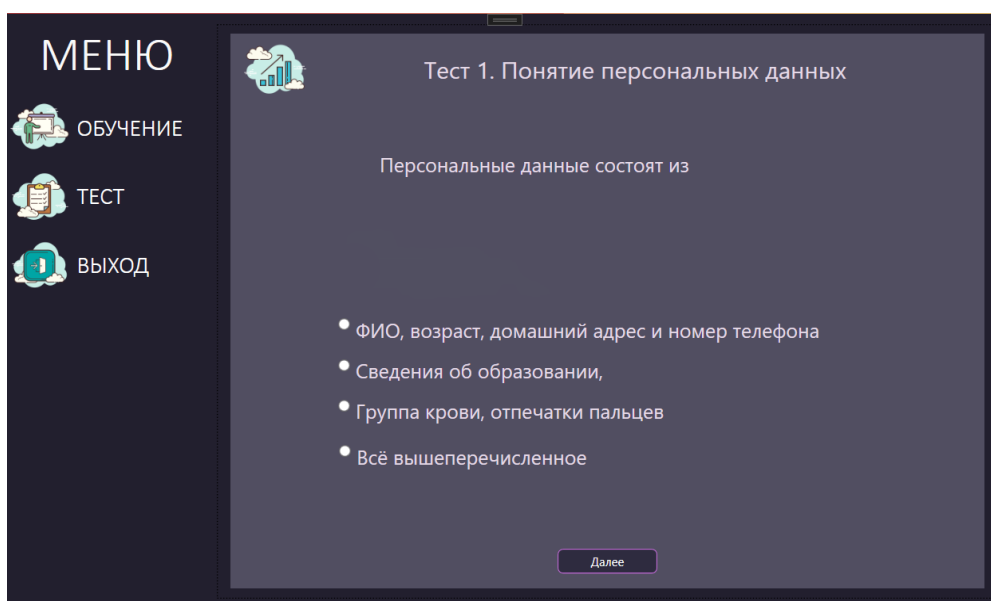 МЕНЮ
ОБУЧЕНИЕ
ТЕСТ
ВЫХОД
Тест 1. Понятие персональных данных
Персональные данные состоят из
ФИО, возраст, домашний адрес и номер телефона
Сведения об образовании,
Группа крови, отпечатки пальцев
Всё вышеперечисленное
Далее